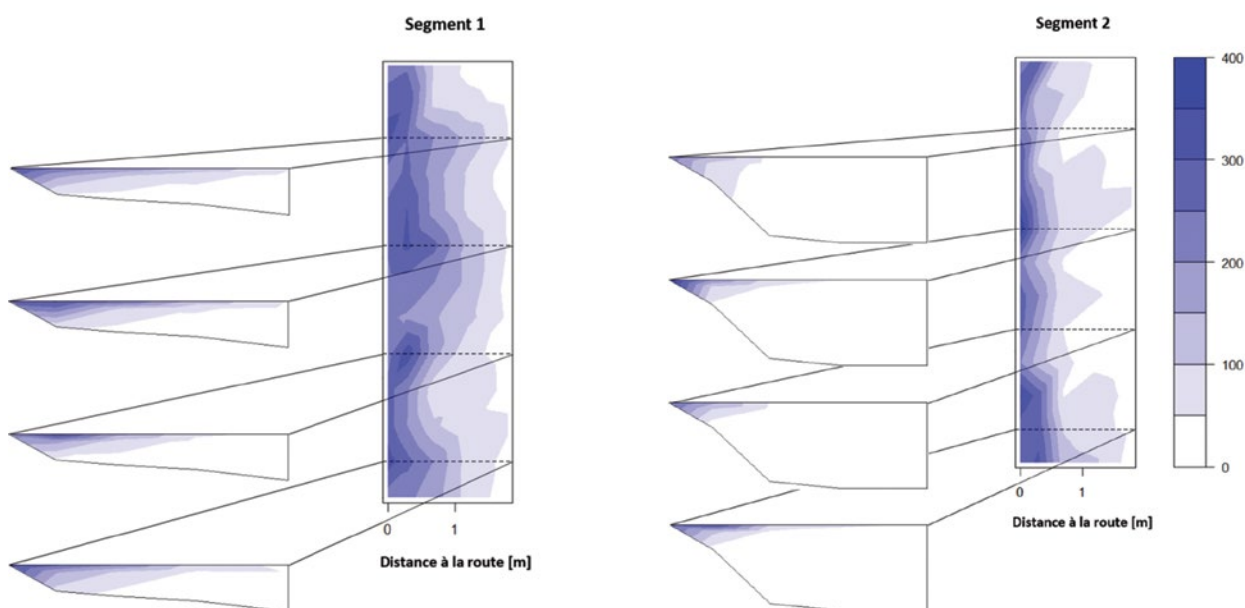 Segment 1
Segment 2
400
300
200
100
0
0 1
0 1
Distance à la route [m]
Distance à la route [m]